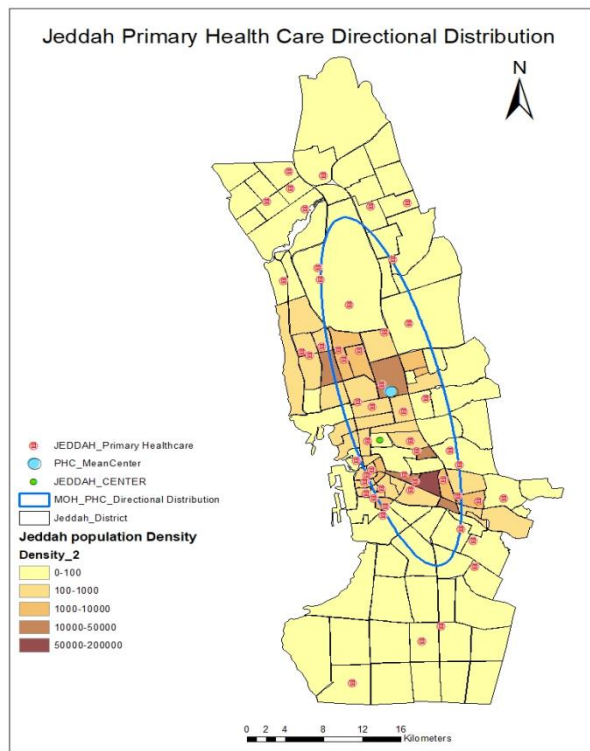 Jeddah Primary Health Care Directional Distribution
N
JEDDAH_Primary Healthcare
PHC_MeanCenter
JEDDAH_CENTER
MOH_PHC_Directional Distribution
Jeddah_District
Jeddah population Density
Density_2
0-100
100-1000
1000-10000
10000-50000
50000-200000
0 2 4 8 12 16
Kilometers